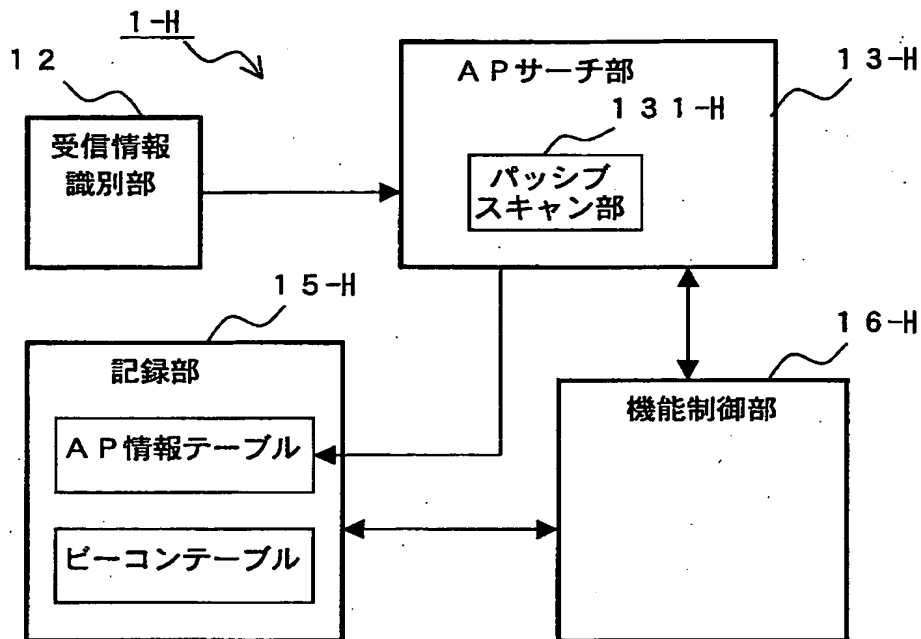 1-H
12
13-H
APサーチ部
131-H
受信情報
識別部
パッシブ
スキャン部
15-H
16-H
記録部
機能制御部
AP情報テーブル
ビーコンテーブル